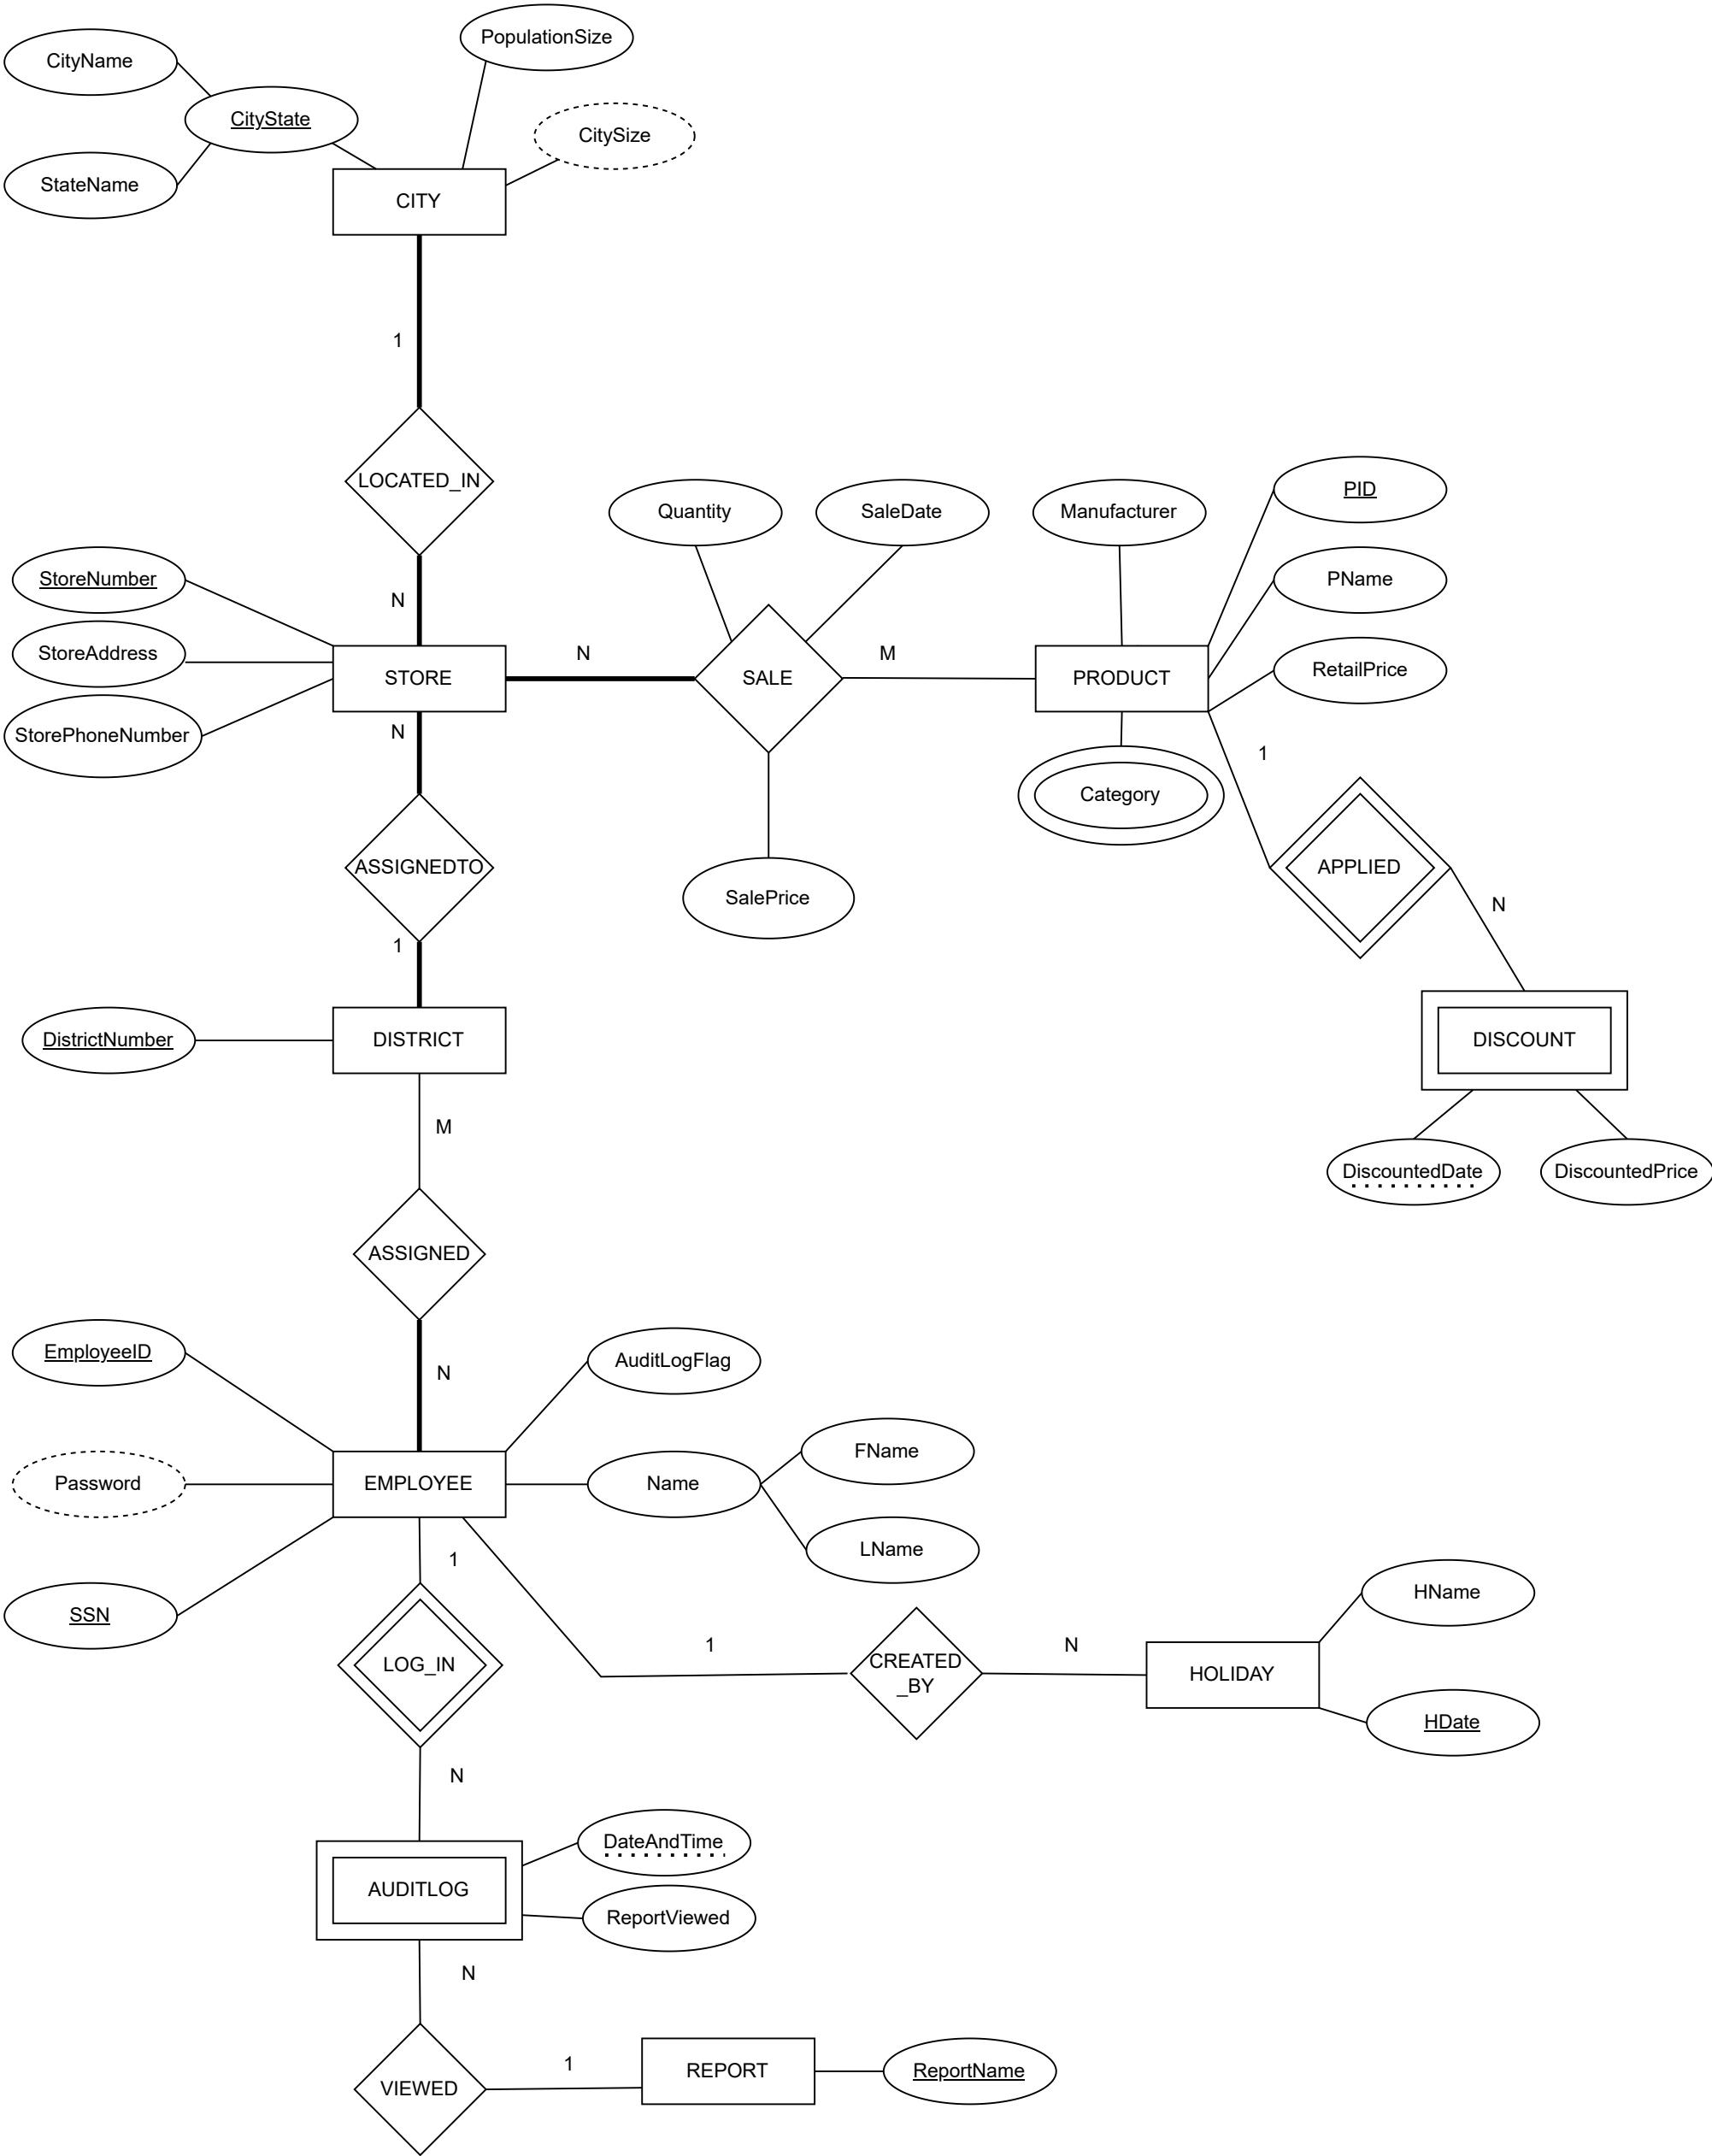 PopulationSize
CityName
CityState
CitySize
StateName
CITY
1
LOCATED_IN
PID
Quantity
SaleDate
Manufacturer
StoreNumber
PName
N
StoreAddress
N
M
RetailPrice
STORE
SALE
PRODUCT
N
StorePhoneNumber
1
Category
ASSIGNEDTO
APPLIED
SalePrice
N
1
DistrictNumber
DISTRICT
DISCOUNT
M
DiscountedDate
DiscountedPrice
ASSIGNED
EmployeeID
AuditLogFlag
N
FName
Password
EMPLOYEE
Name
LName
1
HName
SSN
1
N
LOG_IN
CREATED
_BY
HOLIDAY
HDate
N
DateAndTime
AUDITLOG
ReportViewed
N
1
REPORT
ReportName
VIEWED